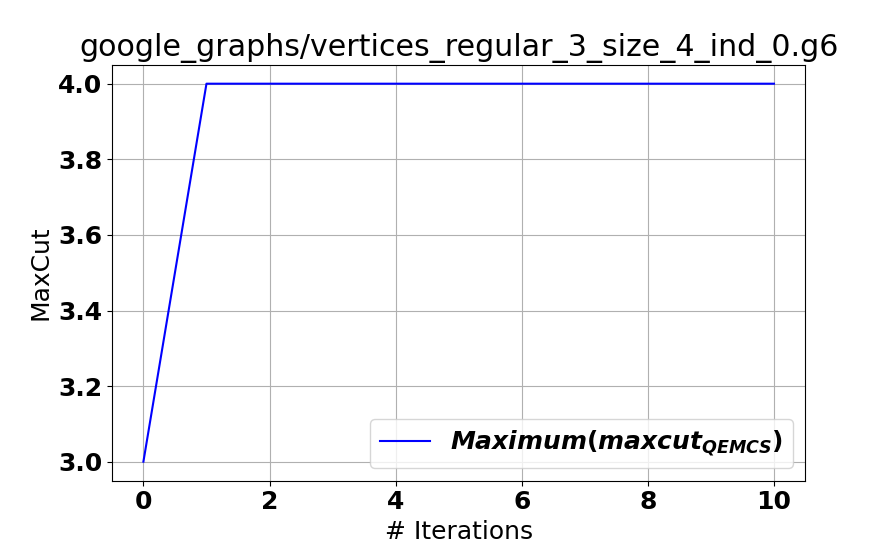 google_graphs/vertices_regular_3_size_4_ind_0.g6
4.0
3.8
3.6
3.4
3.2
3.0
MaxCut
Maximum(maxcut_QEMCS)
0 2 4 6 8 10
# Iterations